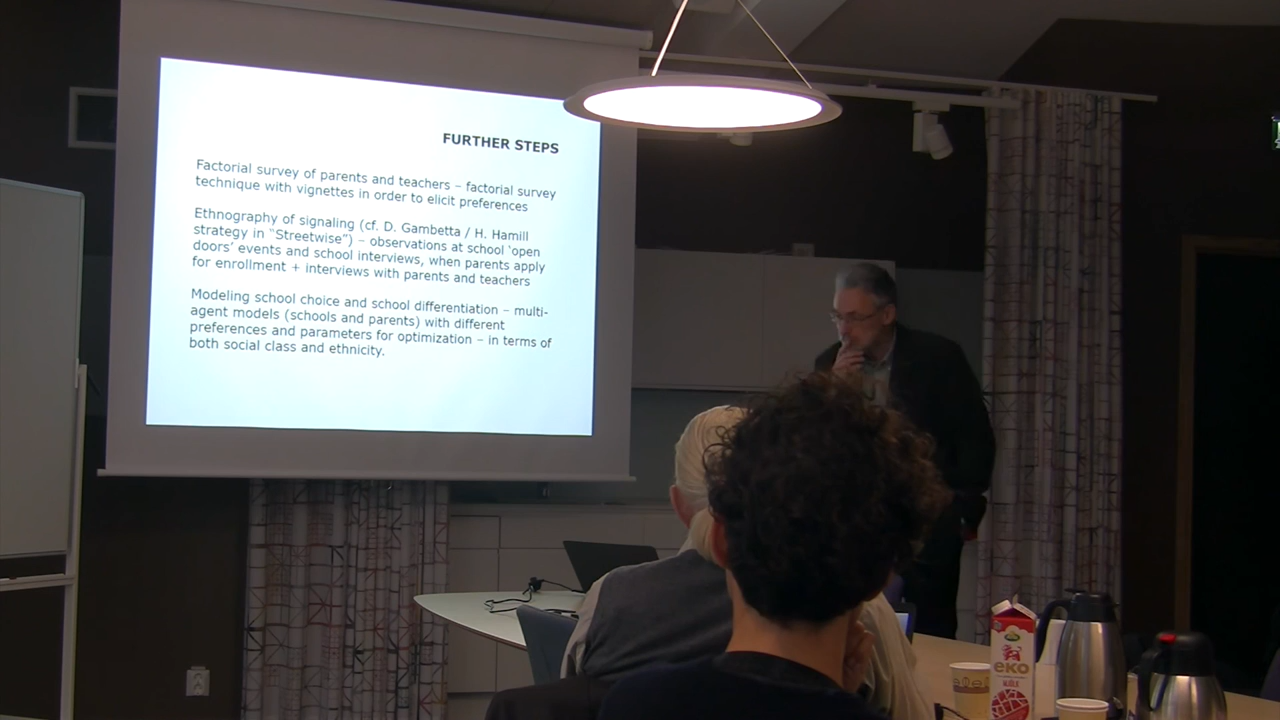 FURTHER STEPS
Factorial survey of parents and teachers – factorial survey
technique with vignettes in order to elicit preferences
Ethnography of signaling (cf. D. Gambetta / H. Hamill
strategy in “Streetwise”) – observations at school ‘open
doors’ events and school interviews, when parents apply
for enrollment + interviews with parents and teachers
Modeling school choice and school differentiation – multi-
agent models (schools and parents) with different
preferences and parameters for optimization – in terms of
both social class and ethnicity.
eko